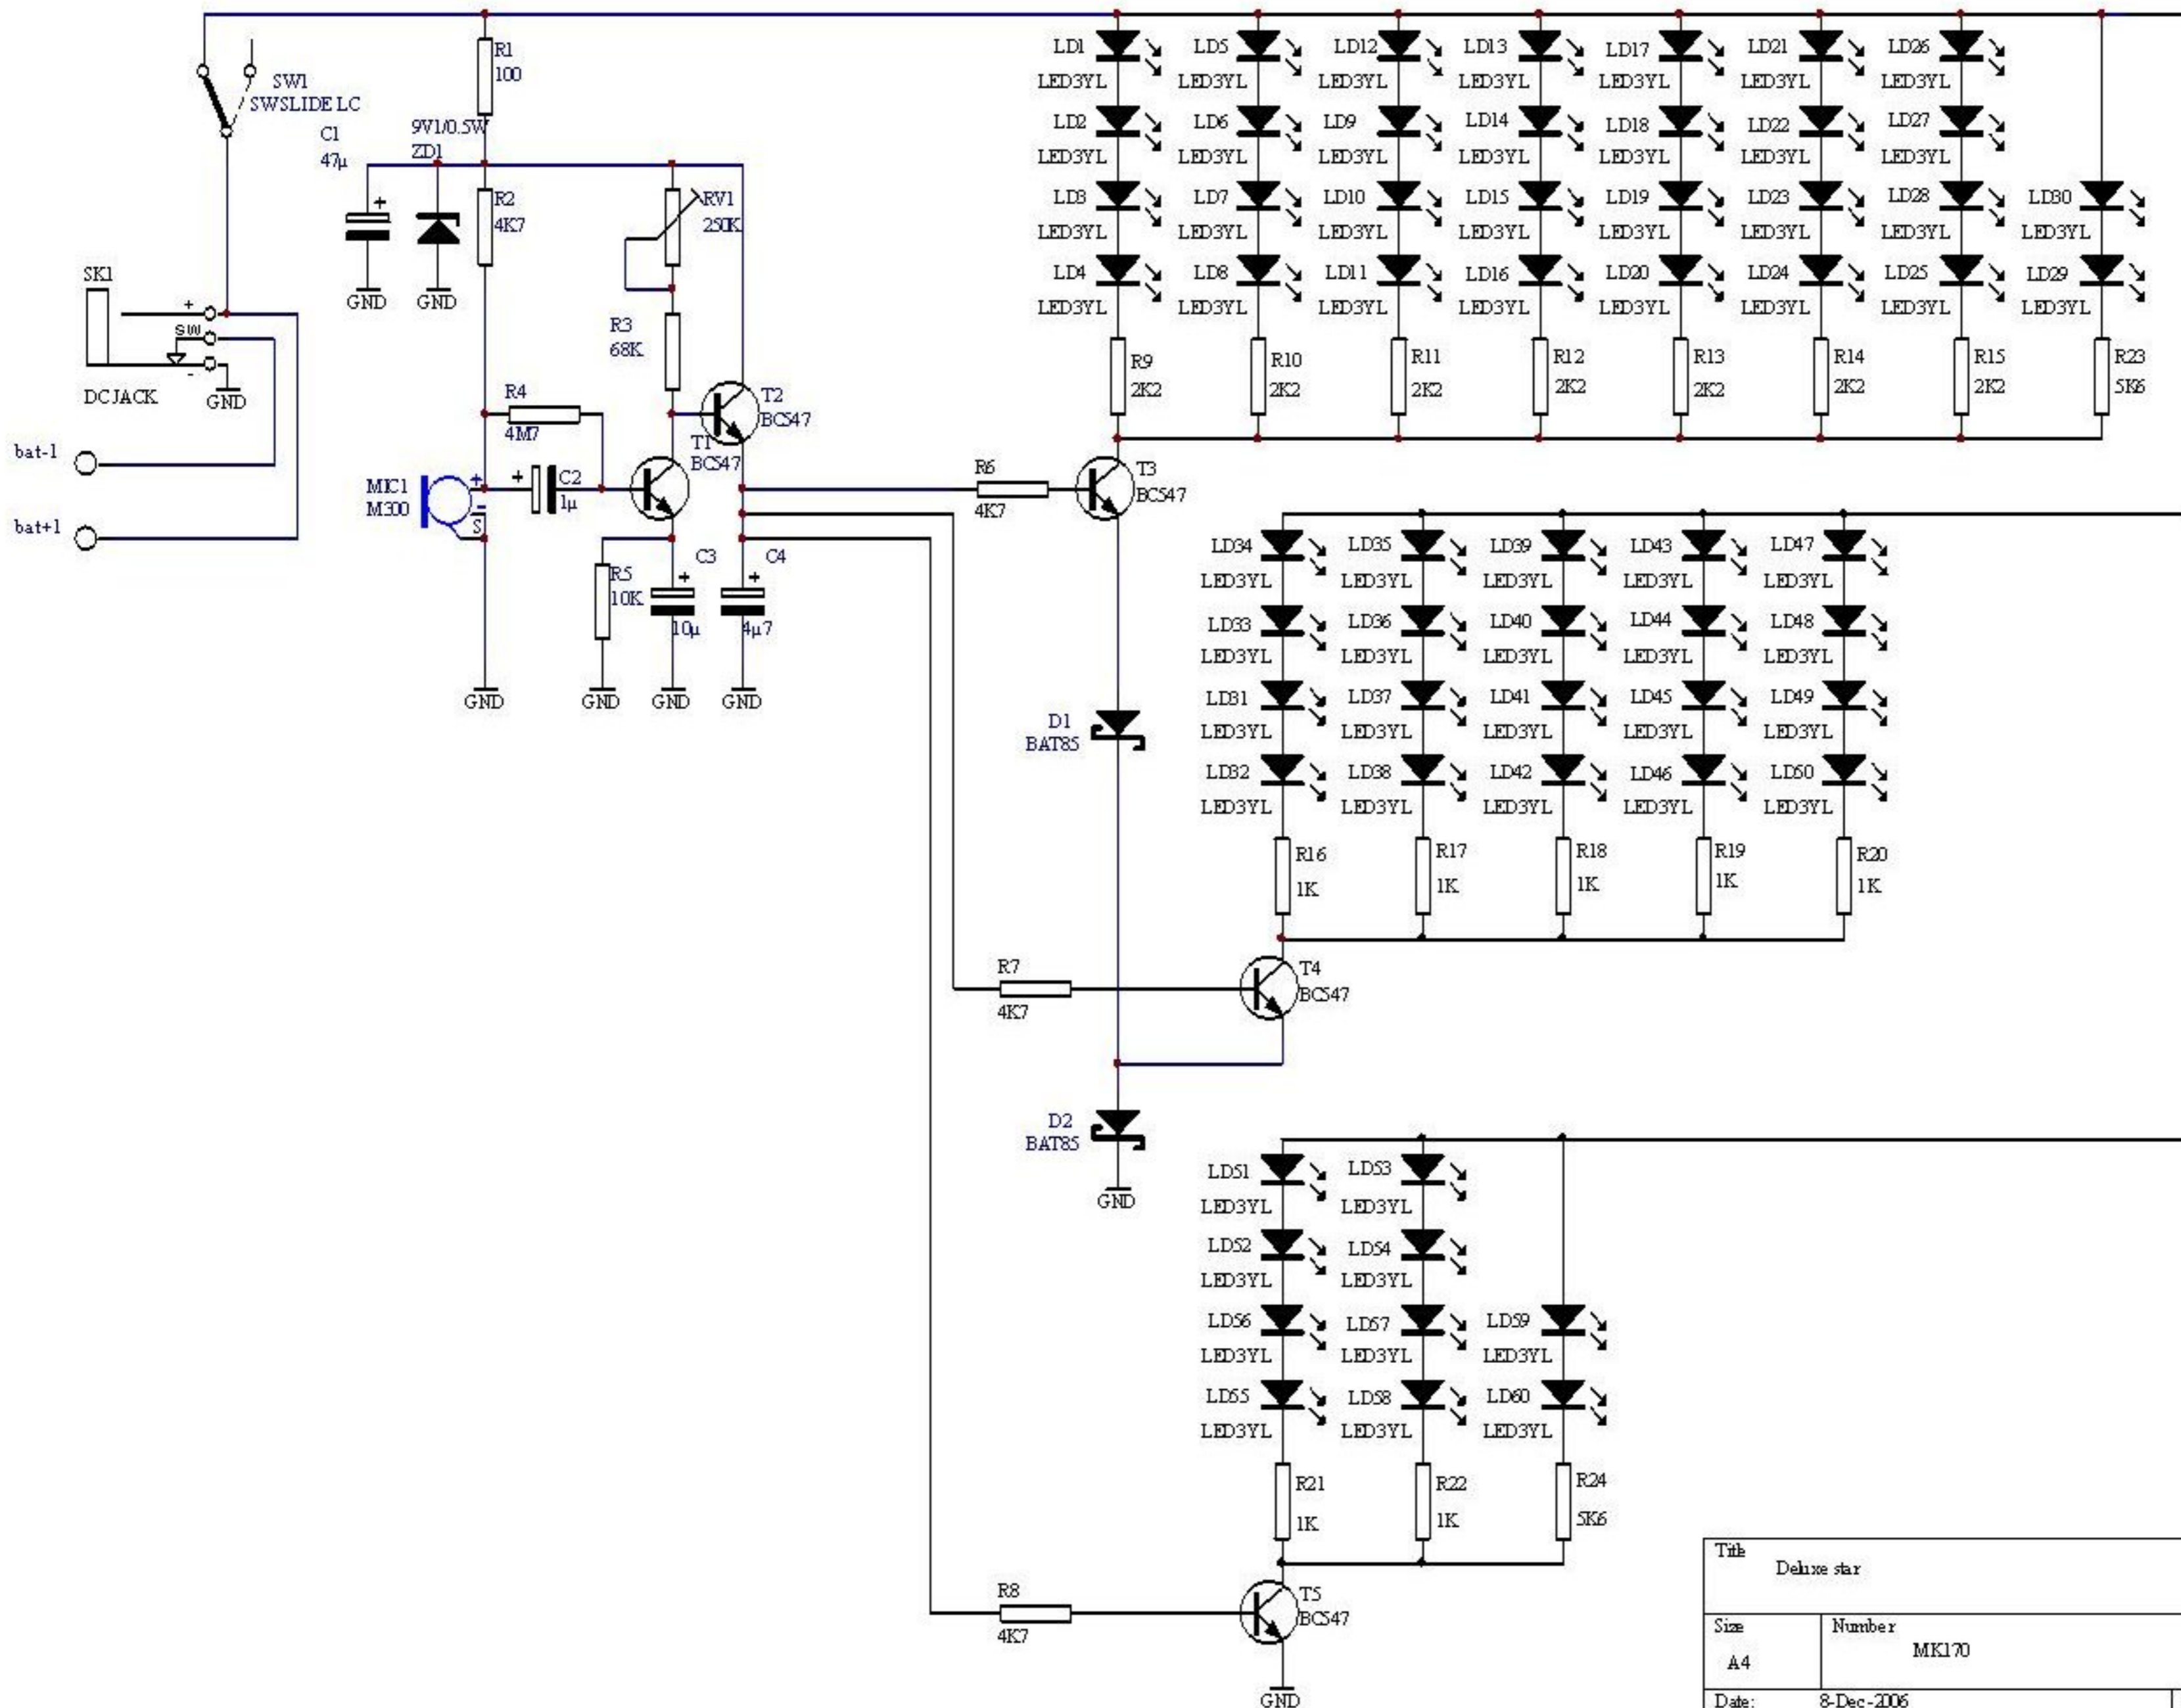 R1
100
SW1
SWSLIDE LC
C1
47µ
9V1/0.5W
ZD1
R2
4K7
RV1
250K
GND
GND
SK1
+
SW
-
DCJACK
GND
R3
68K
R4
4M7
T2
BC547
T1
BC547
bat-1
bat+1
MIC1
M300
+
-
S
+
C2
1µ
R5
10K
C3
+
10µ
C4
+
4µ7
GND
GND
GND
GND
R6
4K7
T3
BC547
LD1
LED3YL
LD5
LED3YL
LD12
LED3YL
LD13
LED3YL
LD17
LED3YL
LD21
LED3YL
LD26
LED3YL
LD2
LED3YL
LD6
LED3YL
LD9
LED3YL
LD14
LED3YL
LD18
LED3YL
LD22
LED3YL
LD27
LED3YL
LD3
LED3YL
LD7
LED3YL
LD10
LED3YL
LD15
LED3YL
LD19
LED3YL
LD23
LED3YL
LD28
LED3YL
LD30
LED3YL
LD4
LED3YL
LD8
LED3YL
LD11
LED3YL
LD16
LED3YL
LD20
LED3YL
LD24
LED3YL
LD25
LED3YL
LD29
LED3YL
R9
2K2
R10
2K2
R11
2K2
R12
2K2
R13
2K2
R14
2K2
R15
2K2
R23
5K6
LD34
LED3YL
LD35
LED3YL
LD39
LED3YL
LD43
LED3YL
LD47
LED3YL
LD33
LED3YL
LD36
LED3YL
LD40
LED3YL
LD44
LED3YL
LD48
LED3YL
LD31
LED3YL
LD37
LED3YL
LD41
LED3YL
LD45
LED3YL
LD49
LED3YL
LD32
LED3YL
LD38
LED3YL
LD42
LED3YL
LD46
LED3YL
LD50
LED3YL
D1
BAT85
R16
1K
R17
1K
R18
1K
R19
1K
R20
1K
R7
4K7
T4
BC547
D2
BAT85
GND
LD51
LED3YL
LD53
LED3YL
LD52
LED3YL
LD54
LED3YL
LD56
LED3YL
LD57
LED3YL
LD59
LED3YL
LD55
LED3YL
LD58
LED3YL
LD60
LED3YL
R21
1K
R22
1K
R24
5K6
R8
4K7
T5
BC547
GND
Title
Deluxe star
Size
A4
Number
MK170
Date:
8-Dec-2006